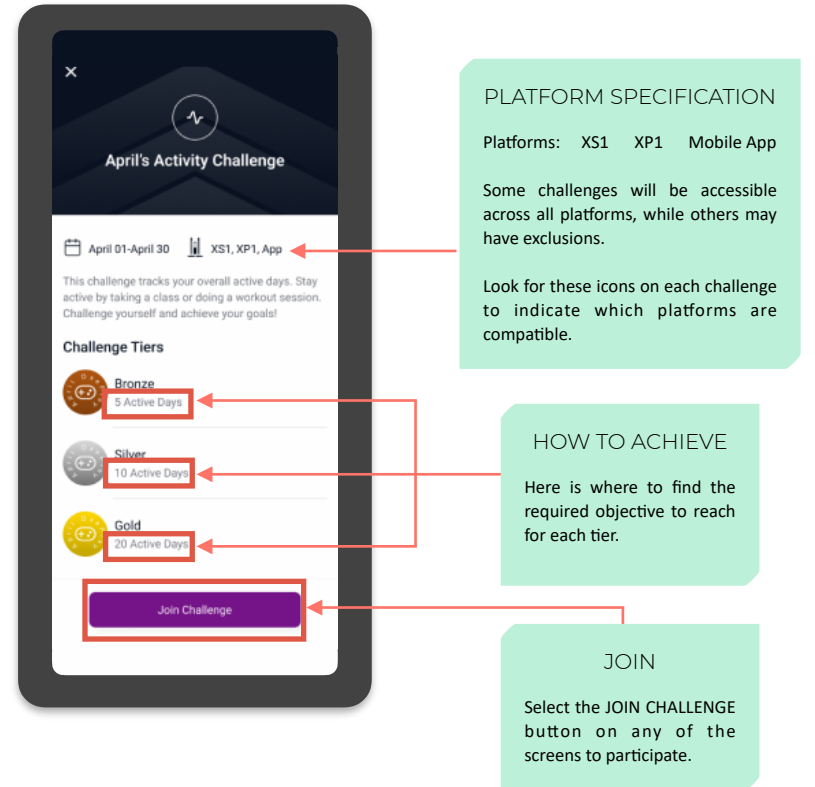 ×
April's Activity Challenge
April 01-April 30 XS1, XP1, App
This challenge tracks your overall active days. Stay
active by taking a class or doing a workout session.
Challenge yourself and achieve your goals!
Challenge Tiers
Bronze
5 Active Days
Silver
10 Active Days
Gold
20 Active Days
Join Challenge
PLATFORM SPECIFICATION
Platforms: XS1 XP1 Mobile App
Some challenges will be accessible
across all platforms, while others may
have exclusions.
Look for these icons on each challenge
to indicate which platforms are
compatible.
HOW TO ACHIEVE
Here is where to find the
required objective to reach
for each tier.
JOIN
Select the JOIN CHALLENGE
button on any of the
screens to participate.